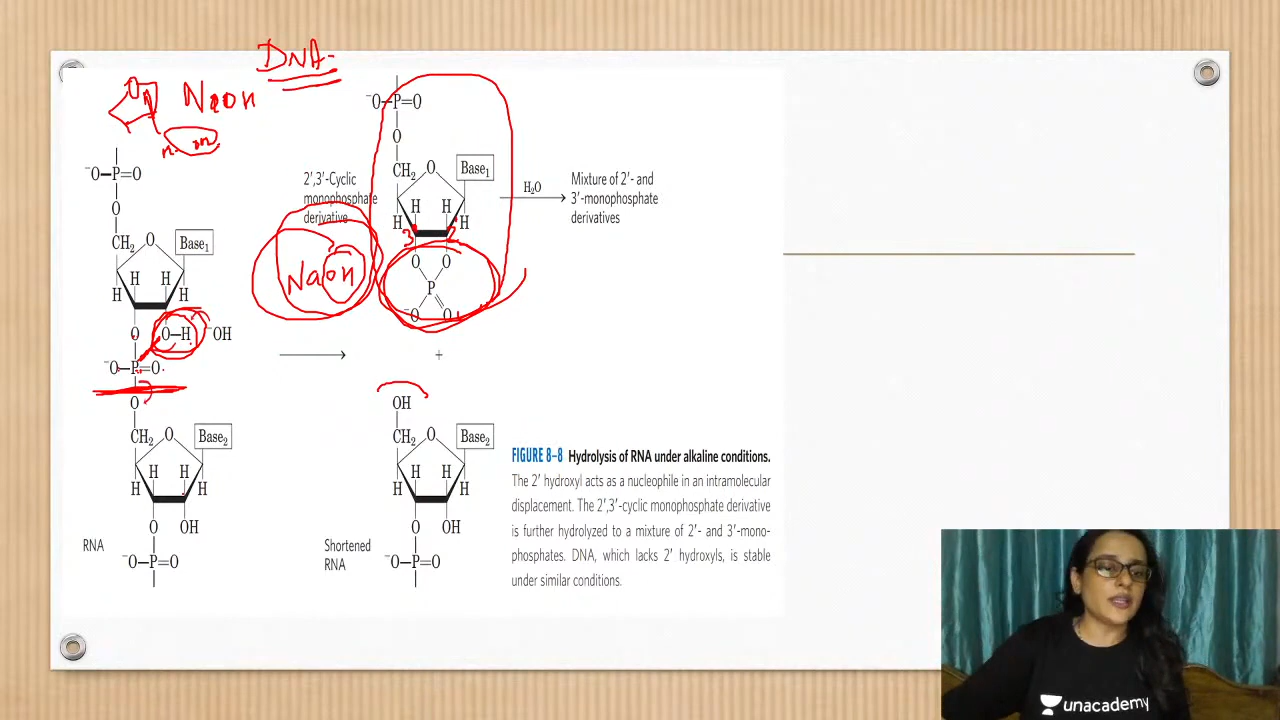 DNA
NaOH
⁻O–P=O
O
CH₂
O
Base₁
H
H
H
H
O
O–H
⁻OH
⁻O–P=O
O
CH₂
O
Base₂
H
H
H
H
O
OH
⁻O–P=O
RNA
2′,3′-Cyclic
monophosphate
derivative
NaOH
⁻O–P=O
O
CH₂
O
Base₁
H
H
H
H
3
2
O
O
P
⁻O
O
+
H₂O
Mixture of 2′- and
3′-monophosphate
derivatives
OH
CH₂
O
Base₂
H
H
H
H
O
OH
⁻O–P=O
Shortened
RNA
FIGURE 8–8 Hydrolysis of RNA under alkaline conditions.
The 2′ hydroxyl acts as a nucleophile in an intramolecular
displacement. The 2′,3′-cyclic monophosphate derivative
is further hydrolyzed to a mixture of 2′- and 3′-mono-
phosphates. DNA, which lacks 2′ hydroxyls, is stable
under similar conditions.
unacademy